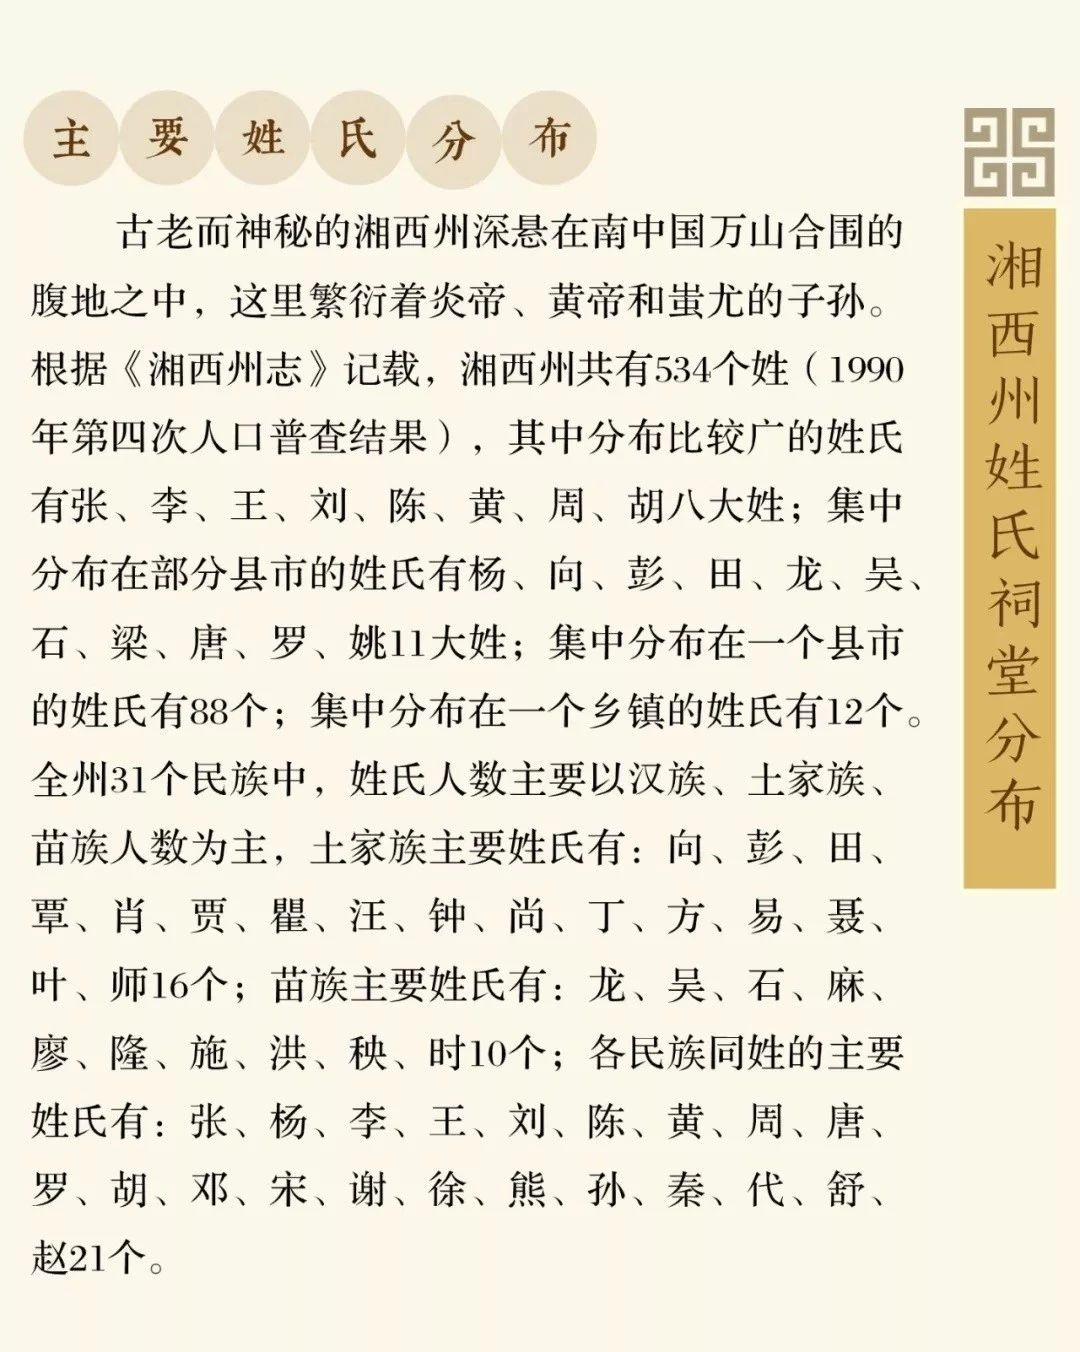 主要姓氏分布
古老而神秘的湘西州深悬在南中国万山合围的
腹地之中，这里繁衍着炎帝、黄帝和蚩尤的子孙。
根据《湘西州志》记载，湘西州共有534个姓（1990
年第四次人口普查结果），其中分布比较广的姓氏
有张、李、王、刘、陈、黄、周、胡八大姓；集中
分布在部分县市的姓氏有杨、向、彭、田、龙、吴、
石、梁、唐、罗、姚11大姓；集中分布在一个县市
的姓氏有88个；集中分布在一个乡镇的姓氏有12个。
全州31个民族中，姓氏人数主要以汉族、土家族、
苗族人数为主，土家族主要姓氏有：向、彭、田、
覃、肖、贾、瞿、汪、钟、尚、丁、方、易、聂、
叶、师16个；苗族主要姓氏有：龙、吴、石、麻、
廖、隆、施、洪、秧、时10个；各民族同姓的主要
姓氏有：张、杨、李、王、刘、陈、黄、周、唐、
罗、胡、邓、宋、谢、徐、熊、孙、秦、代、舒、
赵21个。
湘西州姓氏祠堂分布